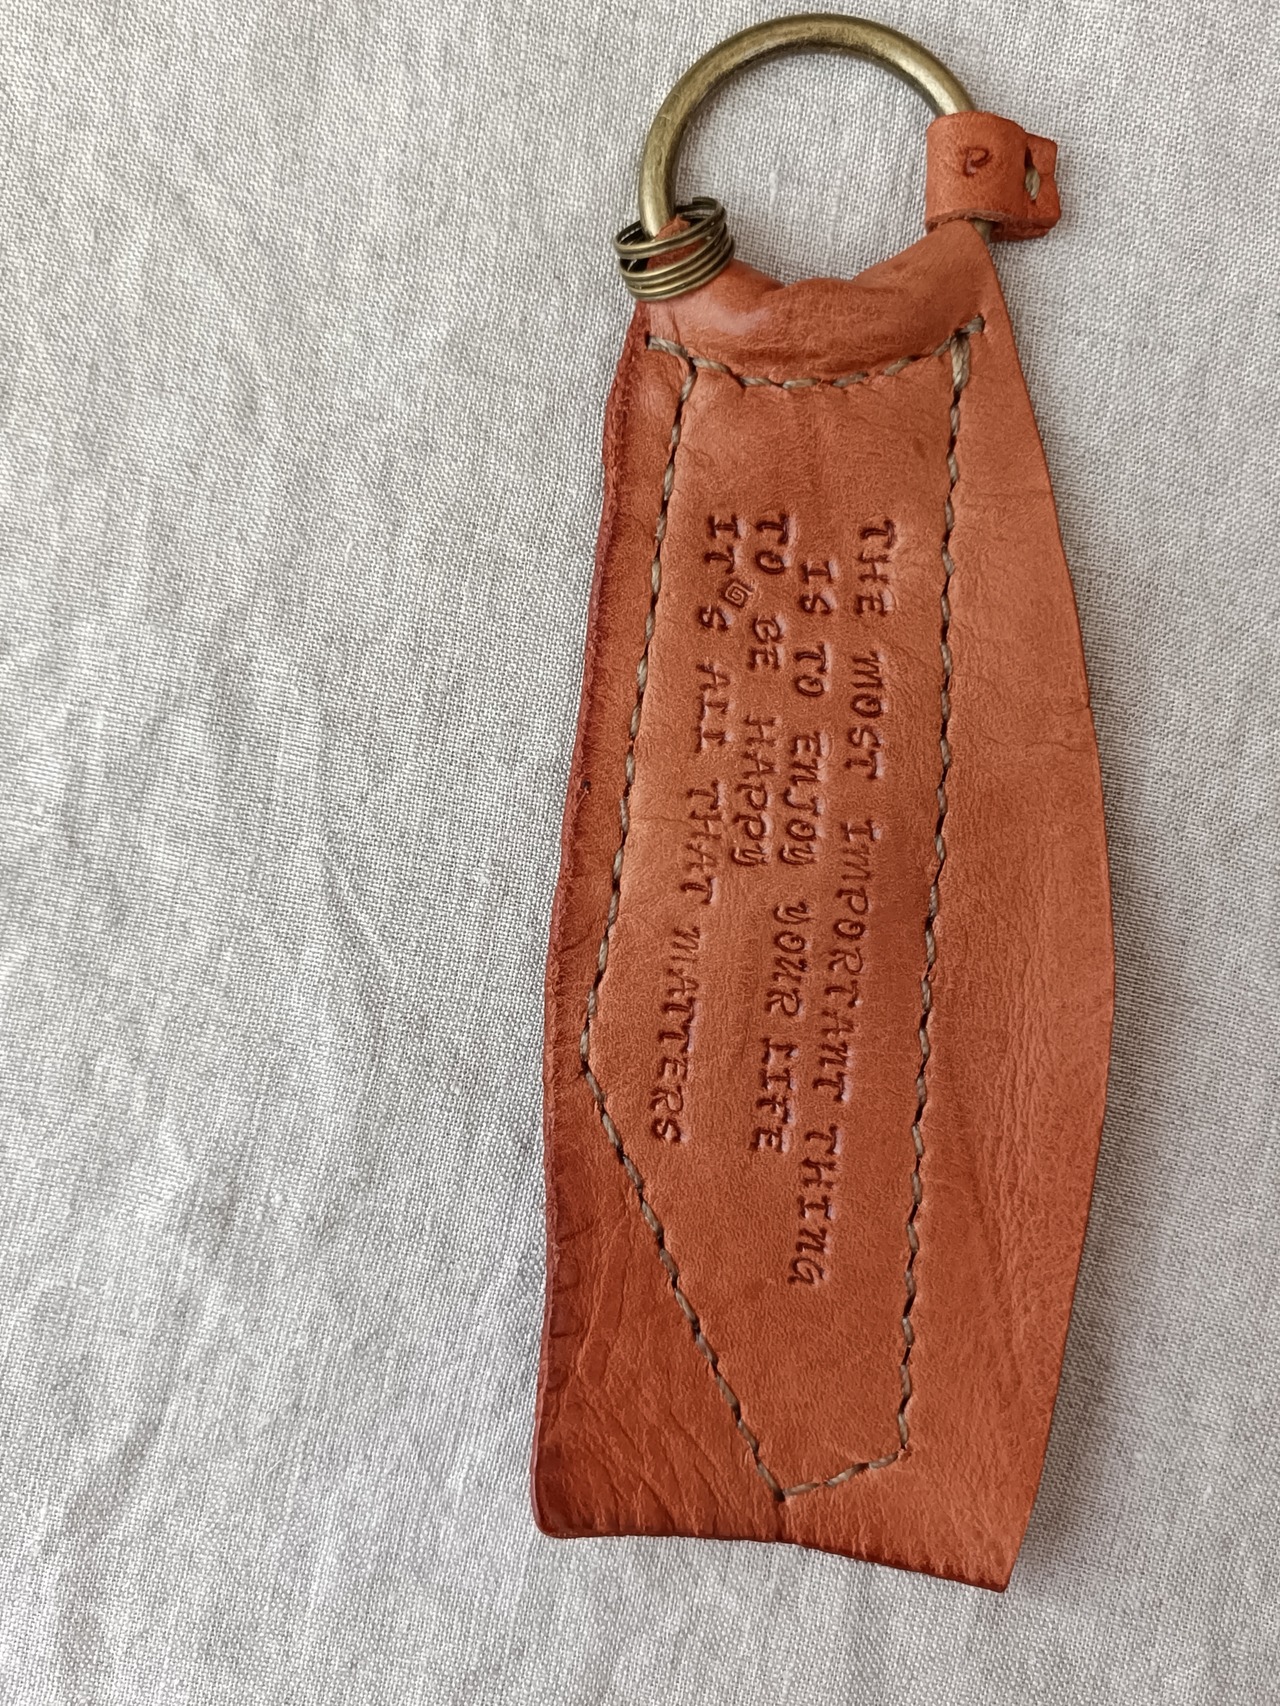 P
THE MOST IMPORTANT THING
IS TO ENJOY YOUR LIFE
TO BE HAPPY
IT'S ALL THAT MATTERS